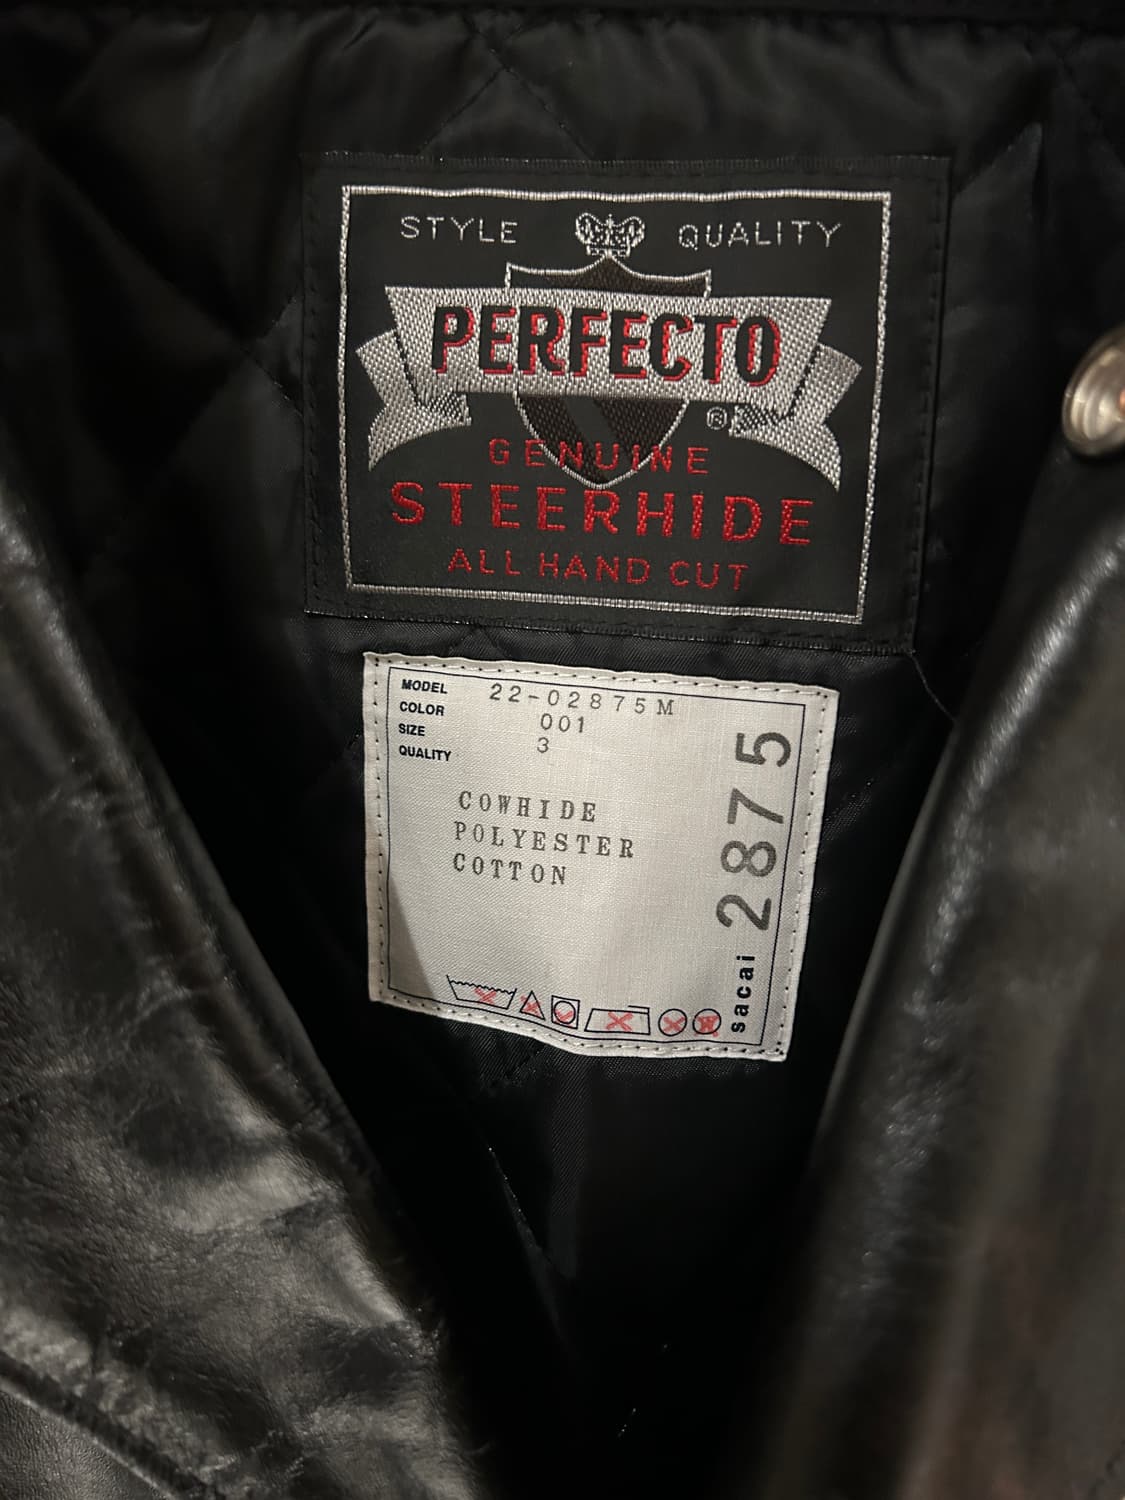 STYLE QUALITY
PERFECTO
®
GENUINE
STEERHIDE
ALL HAND CUT
MODEL 22-02875M
COLOR 001
SIZE 3
QUALITY
COWHIDE
POLYESTER
COTTON
sacai 2875